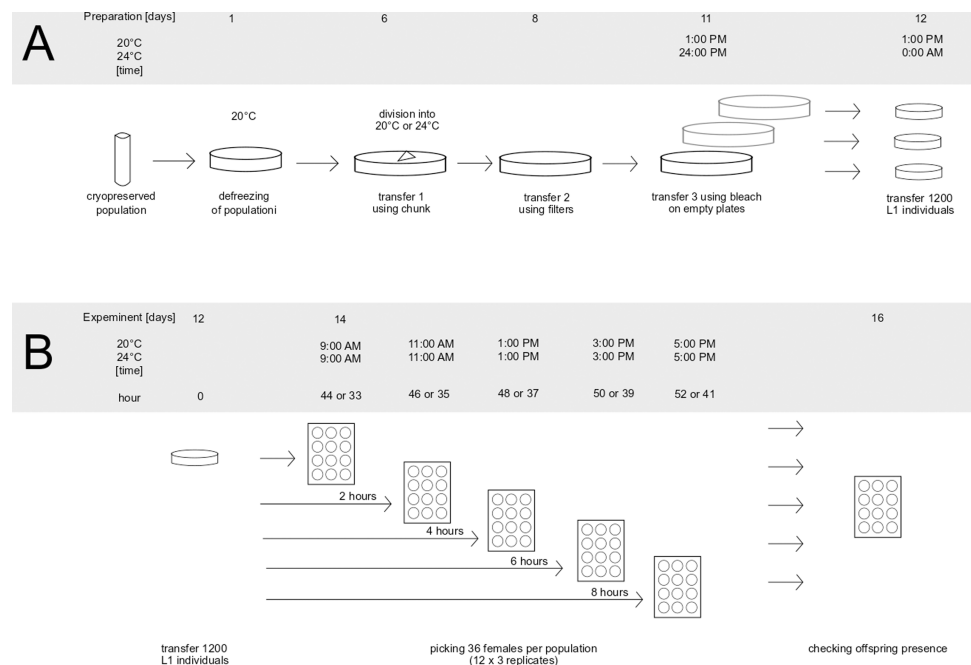 A
Preparation [days] 1 6 8 11 12
20°C 1:00 PM 1:00 PM
24°C 24:00 PM 0:00 AM
[time]
20°C
division into
20°C or 24°C
cryopreserved
population
defreezing
of populationi
transfer 1
using chunk
transfer 2
using filters
transfer 3 using bleach
on empty plates
transfer 1200
L1 individuals
B
Expeminent [days] 12 14 16
20°C 9:00 AM 11:00 AM 1:00 PM 3:00 PM 5:00 PM
24°C 9:00 AM 11:00 AM 1:00 PM 3:00 PM 5:00 PM
[time]
hour 0 44 or 33 46 or 35 48 or 37 50 or 39 52 or 41
2 hours
4 hours
6 hours
8 hours
transfer 1200
L1 individuals
picking 36 females per population
(12 x 3 replicates)
checking offspring presence